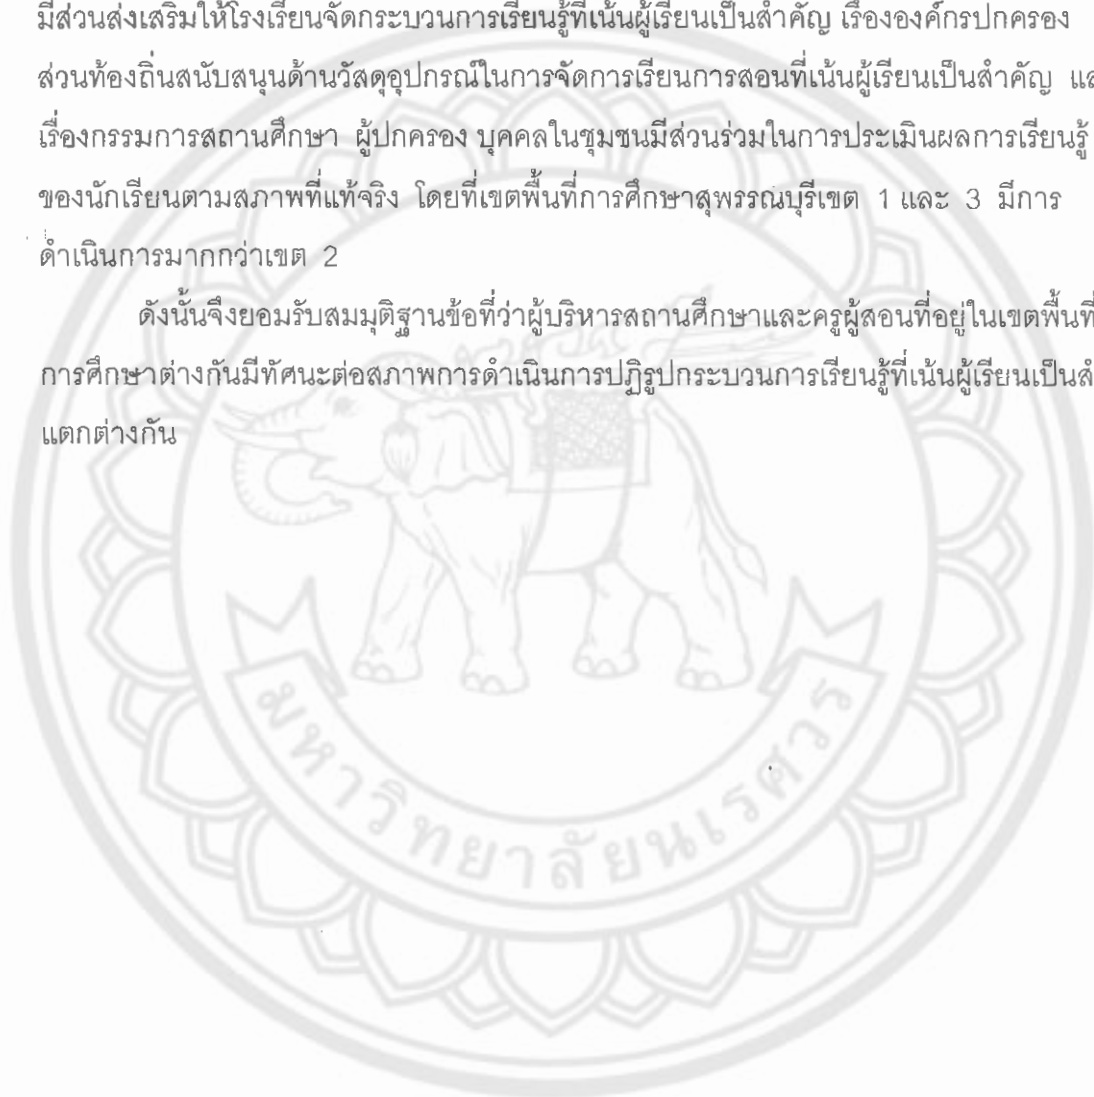 มีส่วนส่งเสริมให้โรงเรียนจัดกระบวนการเรียนรู้ที่เน้นผู้เรียนเป็นสำคัญ เรื่ององค์กรปกครอง
ส่วนท้องถิ่นสนับสนุนด้านวัสดุอุปกรณ์ในการจัดการเรียนการสอนที่เน้นผู้เรียนเป็นสำคัญ แล
เรื่องกรรมการสถานศึกษา ผู้ปกครอง บุคคลในชุมชนมีส่วนร่วมในการประเมินผลการเรียนรู้
ของนักเรียนตามสภาพที่แท้จริง โดยที่เขตพื้นที่การศึกษาสุพรรณบุรีเขต 1 และ 3 มีการ
ดำเนินการมากกว่าเขต 2
ดังนั้นจึงยอมรับสมมุติฐานข้อที่ว่าผู้บริหารสถานศึกษาและครูผู้สอนที่อยู่ในเขตพื้นที่
การศึกษาต่างกันมีทัศนะต่อสภาพการดำเนินการปฏิรูปกระบวนการเรียนรู้ที่เน้นผู้เรียนเป็นสำ
แตกต่างกัน
มหาวิทยาลัยนเรศวร